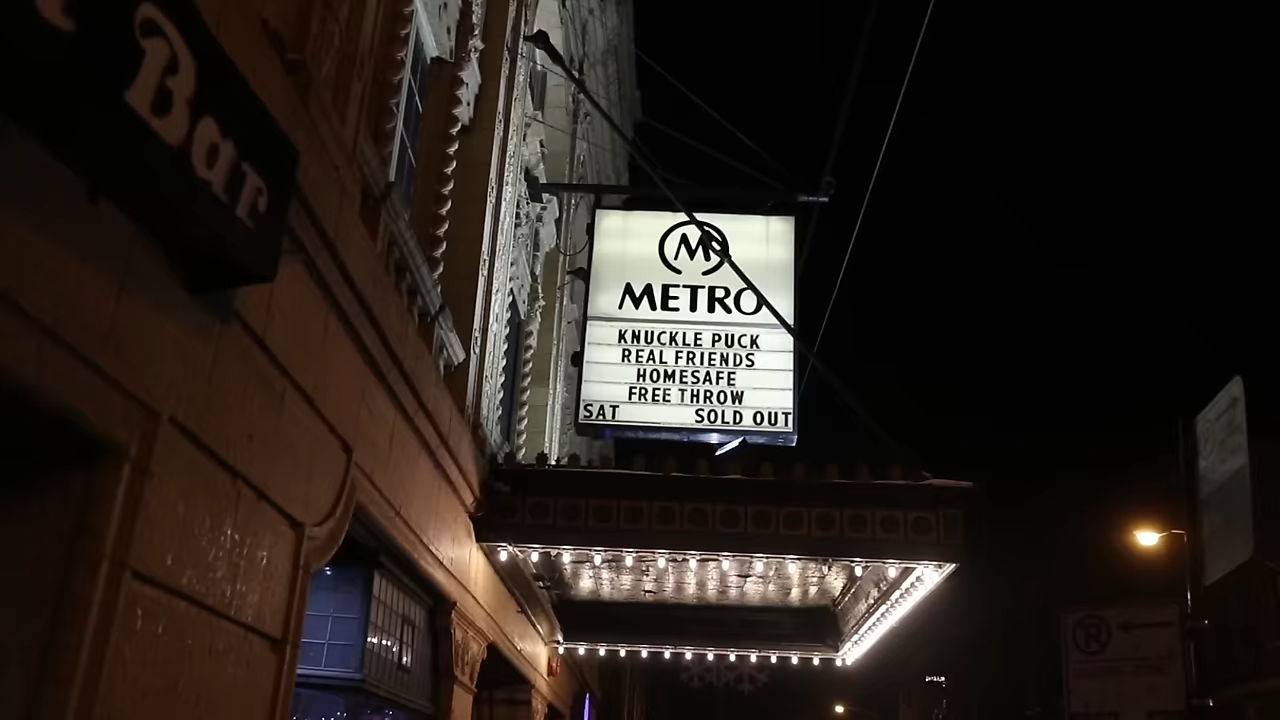 Bar
M
METRO
KNUCKLE PUCK
REAL FRIENDS
HOMESAFE
FREE THROW
SAT SOLD OUT